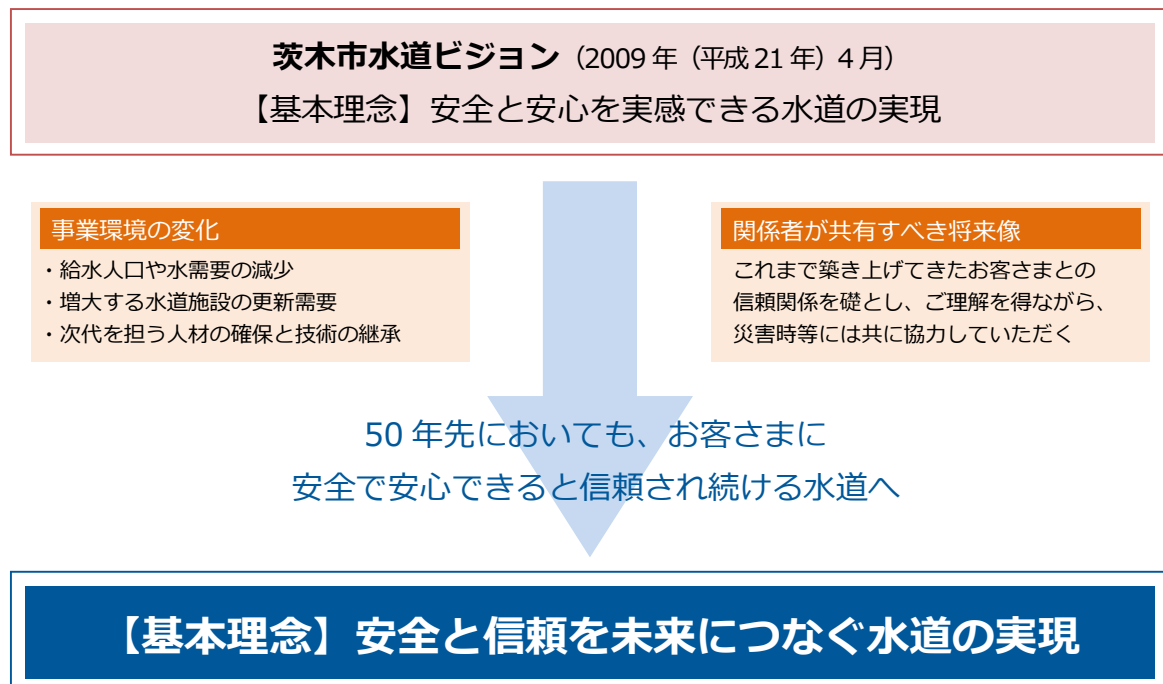 茨木市水道ビジョン（2009年（平成21年）4月）
【基本理念】安全と安心を実感できる水道の実現
事業環境の変化
・給水人口や水需要の減少
・増大する水道施設の更新需要
・次代を担う人材の確保と技術の継承
関係者が共有すべき将来像
これまで築き上げてきたお客さまとの
信頼関係を礎とし、ご理解を得ながら、
災害時等には共に協力していただく
50年先においても、お客さまに
安全で安心できると信頼され続ける水道へ
【基本理念】安全と信頼を未来につなぐ水道の実現